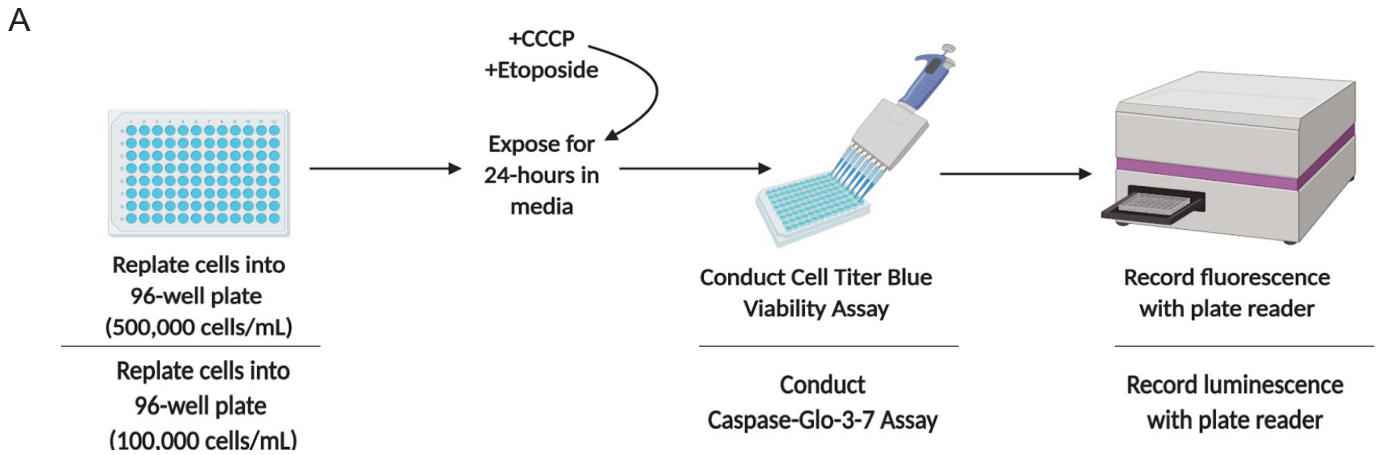 A
+CCCP
+Etoposide
Expose for
24-hours in
media
Replate cells into
96-well plate
(500,000 cells/mL)
Conduct Cell Titer Blue
Viability Assay
Record fluorescence
with plate reader
Replate cells into
96-well plate
(100,000 cells/mL)
Conduct
Caspase-Glo-3-7 Assay
Record luminescence
with plate reader